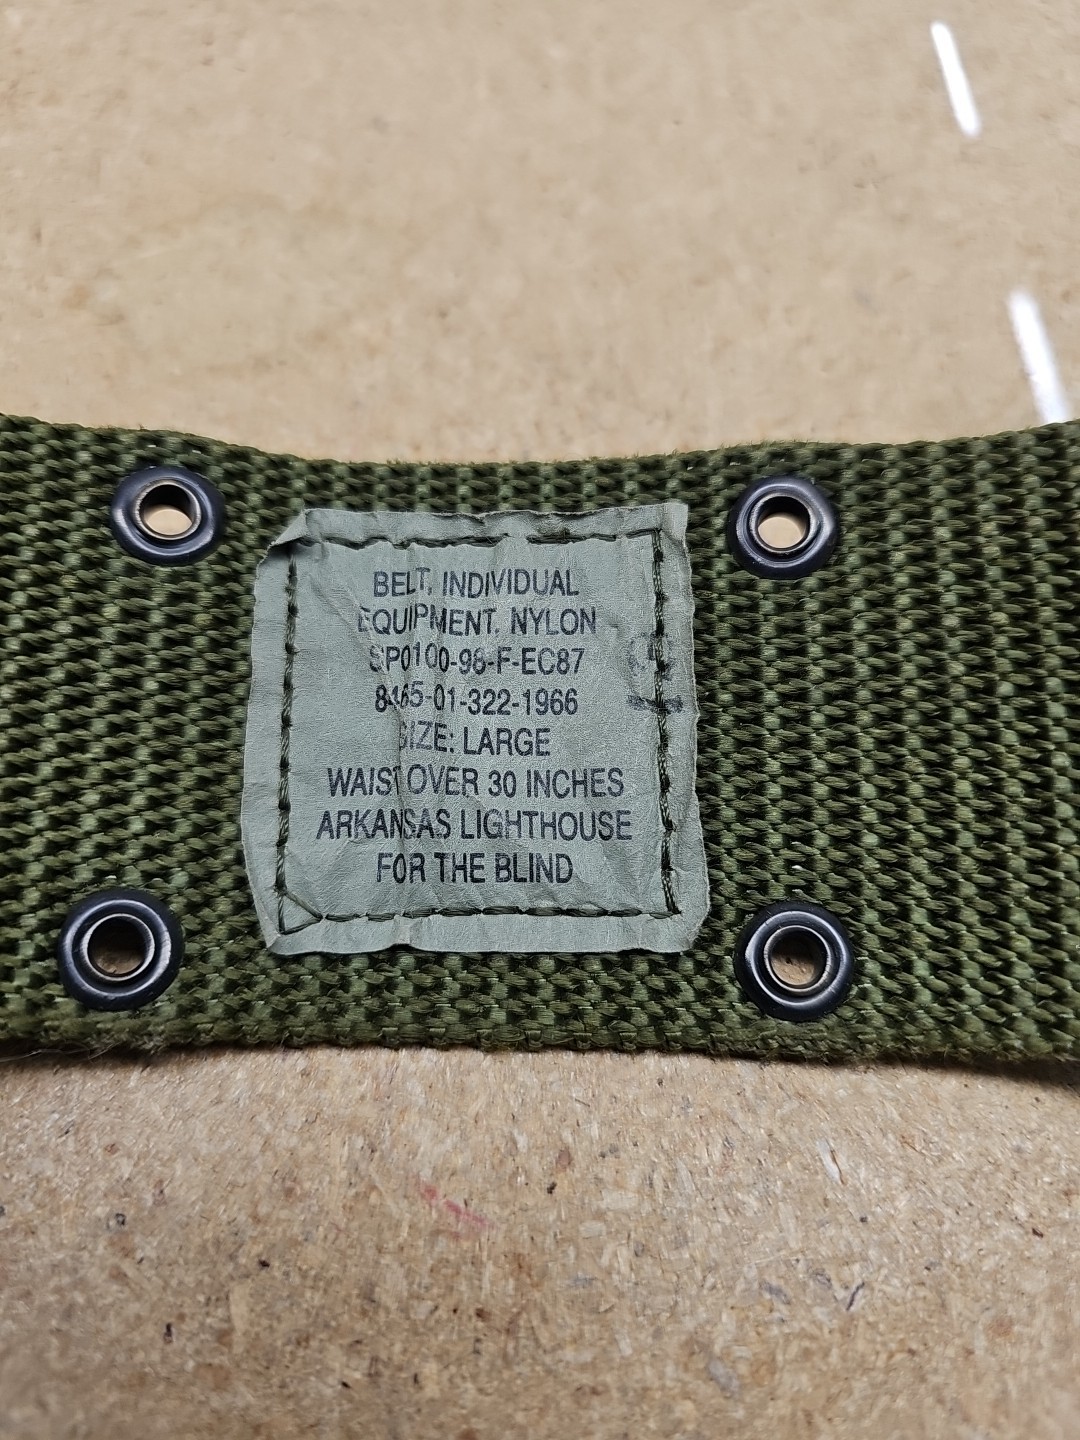 BELT, INDIVIDUAL
EQUIPMENT, NYLON
SP0100-98-F-EC87
8465-01-322-1966
SIZE: LARGE
WAIST OVER 30 INCHES
ARKANSAS LIGHTHOUSE
FOR THE BLIND